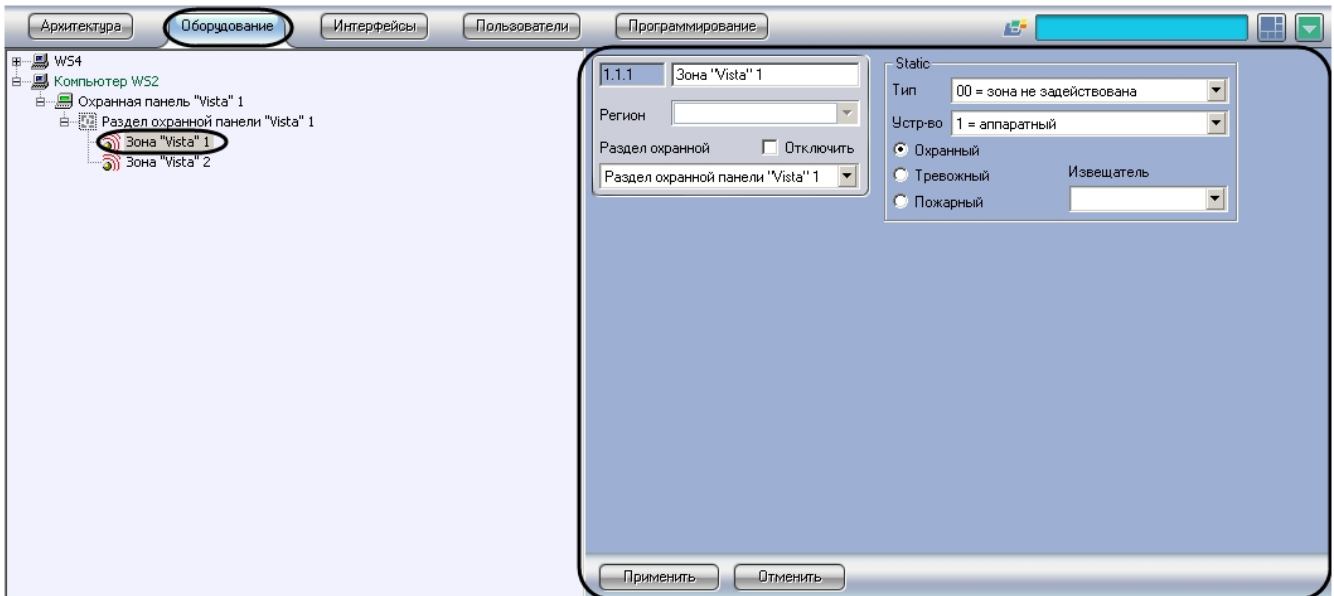 Архитектура
Оборудование
Интерфейсы
Пользователи
Программирование
WS4
Компьютер WS2
Охранная панель "Vista" 1
Раздел охранной панели "Vista" 1
Зона "Vista" 1
Зона "Vista" 2
1.1.1
Зона "Vista" 1
Регион
Раздел охранной
Отключить
Раздел охранной панели "Vista" 1
Static
Тип
00 = зона не задействована
Устр-во
1 = аппаратный
Охранный
Тревожный
Извещатель
Пожарный
Применить
Отменить